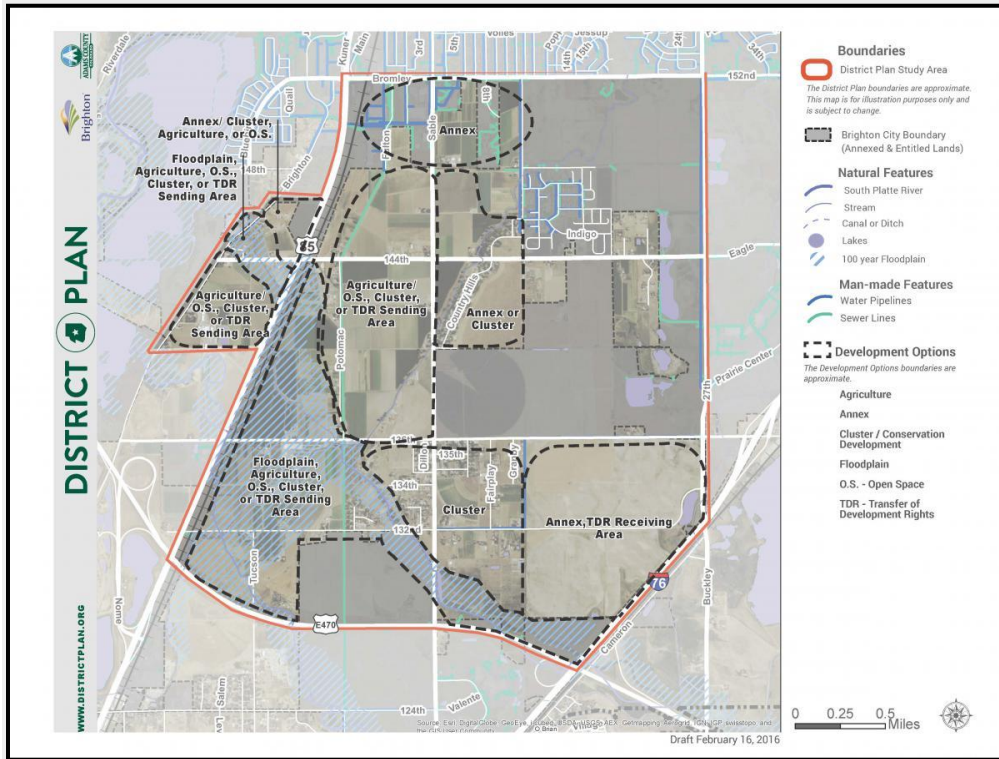 ADAMS COUNTY
Brighton
DISTRICT PLAN
WWW.DISTRICTPLAN.ORG
Riverdale
Quail
Kuner
Main
3rd
5th
Jessup
14th
15th
24th
34th
Bromley
152nd
Annex/ Cluster,
Agriculture, or O.S.
Floodplain,
Agriculture, O.S.,
Cluster, or TDR
Sending Area
148th
Brighton
Fulton
Sable
8th
Annex
85
144th
Indigo
Eagle
Agriculture/
O.S., Cluster,
or TDR
Sending Area
Agriculture/
O.S., Cluster,
or TDR Sending
Area
Country Hills
Annex or
Cluster
Potomac
Prairie Center
27th
135th
134th
Fairplay
Floodplain,
Agriculture,
O.S., Cluster,
or TDR Sending
Area
Cluster
Annex,TDR Receiving
Area
Tucson
76
Buckley
Cameron
Nome
E470
Salem
124th
Valente
Draft February 16, 2016
Boundaries
District Plan Study Area
The District Plan boundaries are approximate.
This map is for illustration purposes only and
is subject to change.
Brighton City Boundary
(Annexed & Entitled Lands)
Natural Features
South Platte River
Stream
Canal or Ditch
Lakes
100 year Floodplain
Man-made Features
Water Pipelines
Sewer Lines
Development Options
The Development Options boundaries are
approximate.
Agriculture
Annex
Cluster / Conservation
Development
Floodplain
O.S. - Open Space
TDR - Transfer of
Development Rights
0 0.25 0.5
Miles